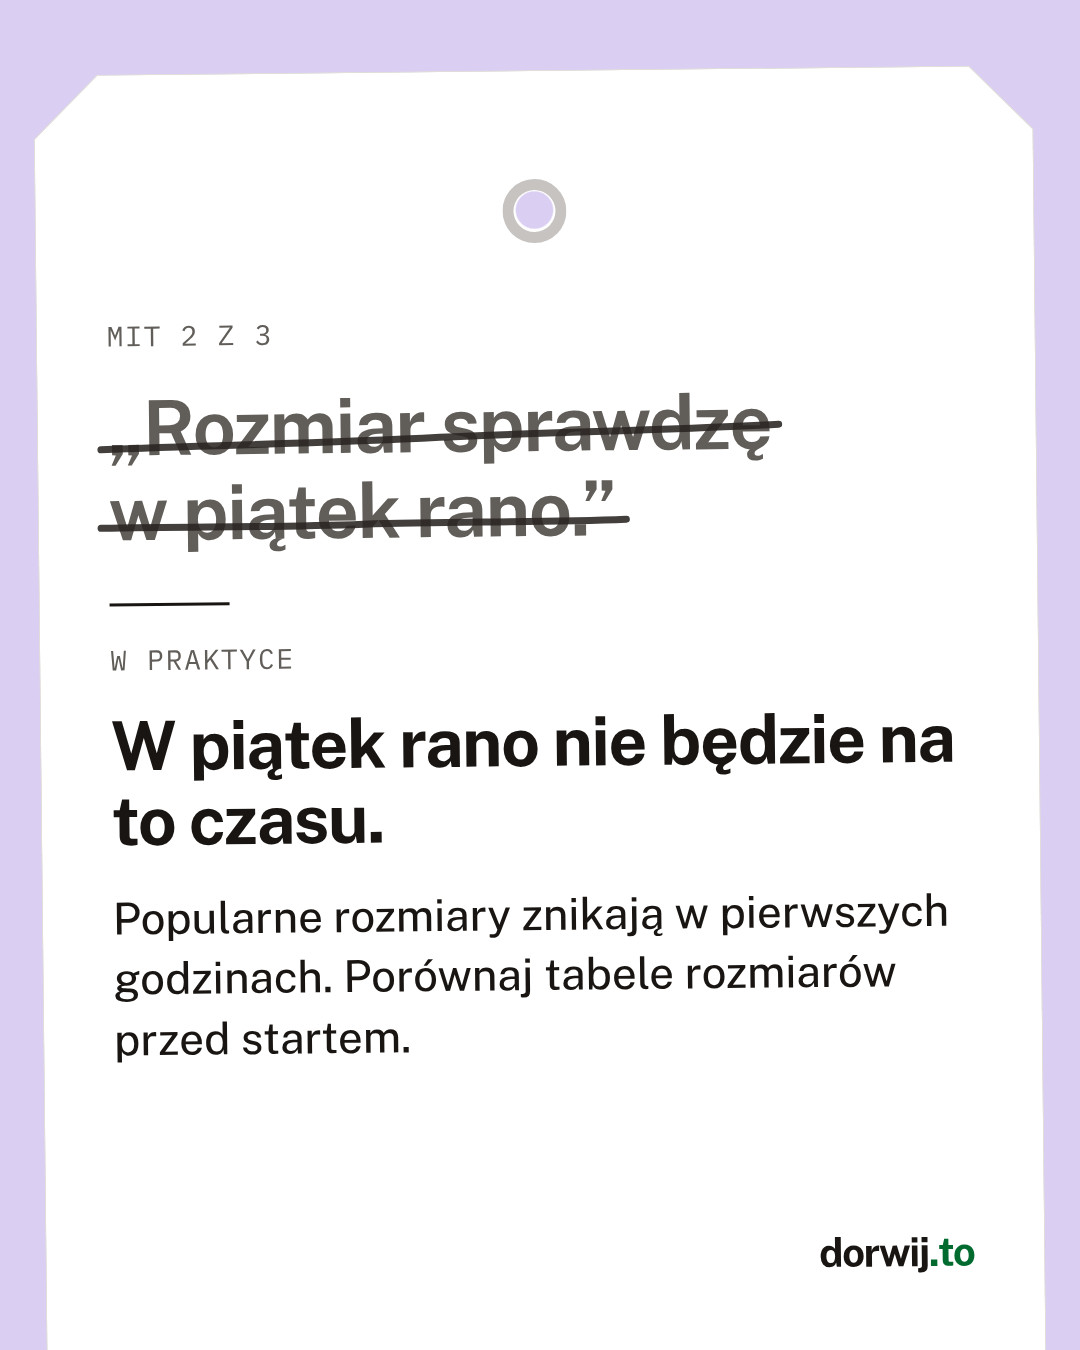 MIT 2 Z 3
„Rozmiar sprawdzę
w piątek rano.”
W PRAKTYCE
W piątek rano nie będzie na
to czasu.
Popularne rozmiary znikają w pierwszych
godzinach. Porównaj tabele rozmiarów
przed startem.
dorwij.to